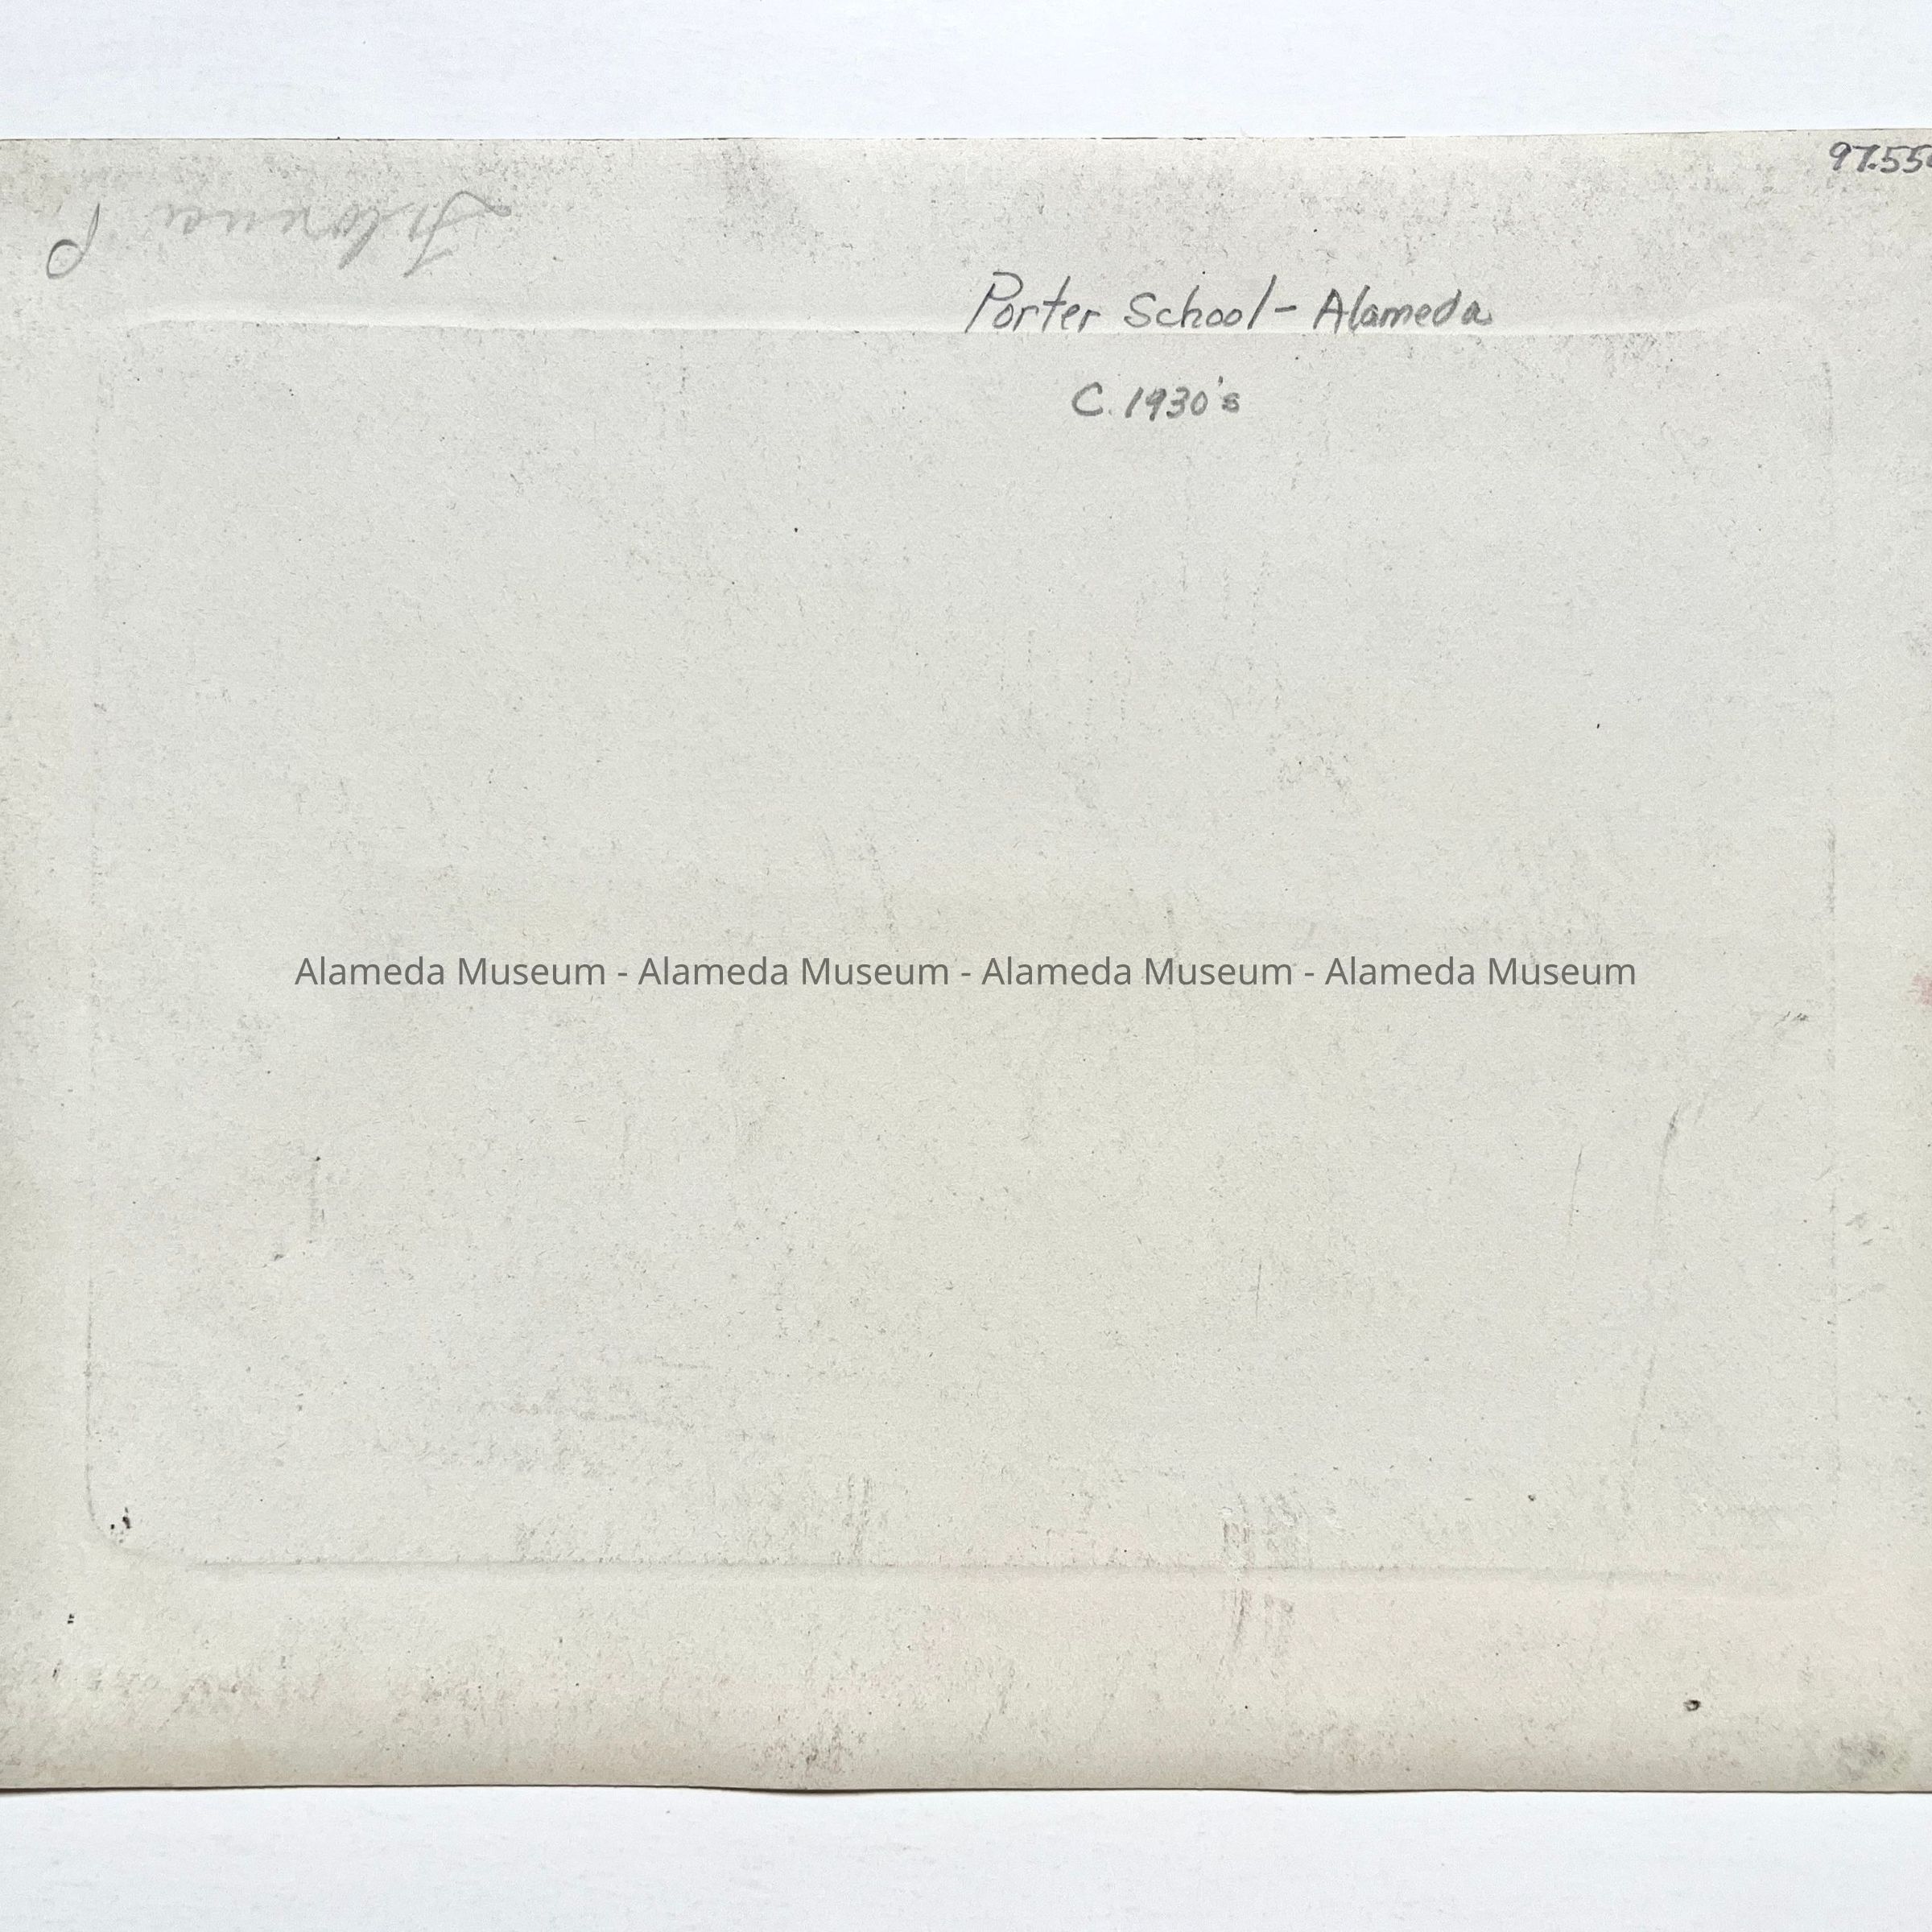 97.55
Porter School - Alameda
C. 1930's
Alameda Museum - Alameda Museum - Alameda Museum - Alameda Museum